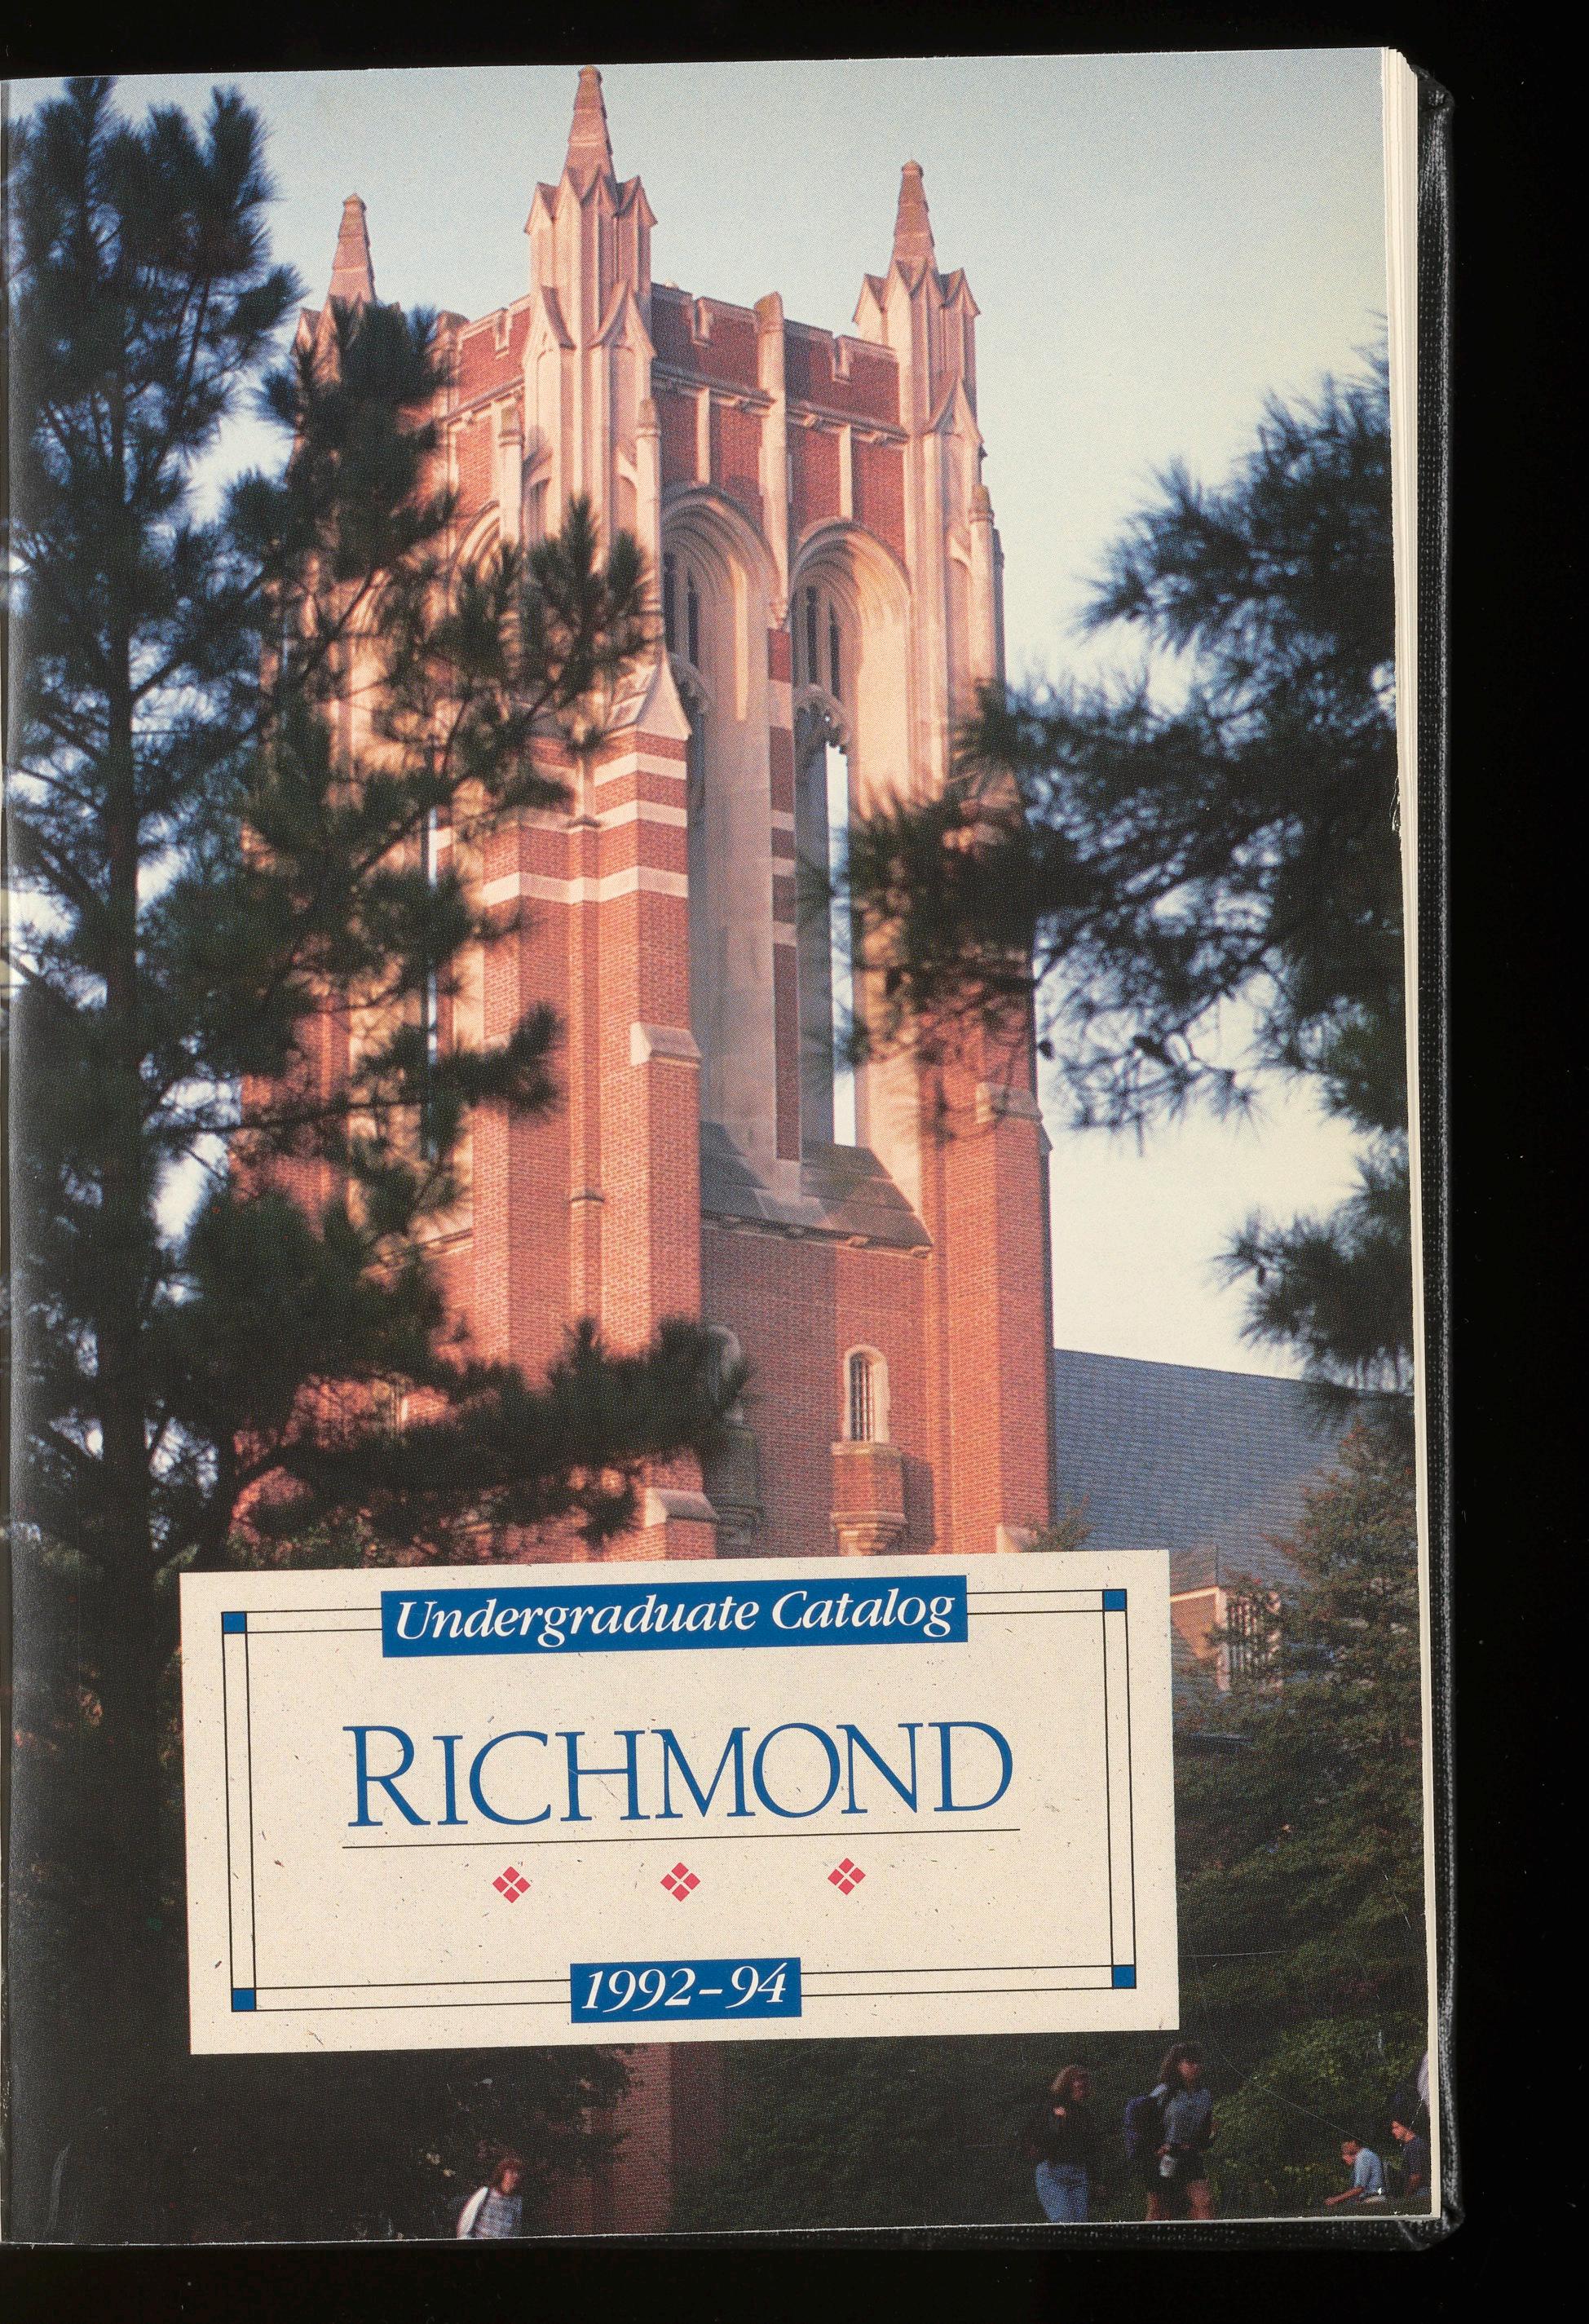 Undergraduate Catalog
RICHMOND
1992-94